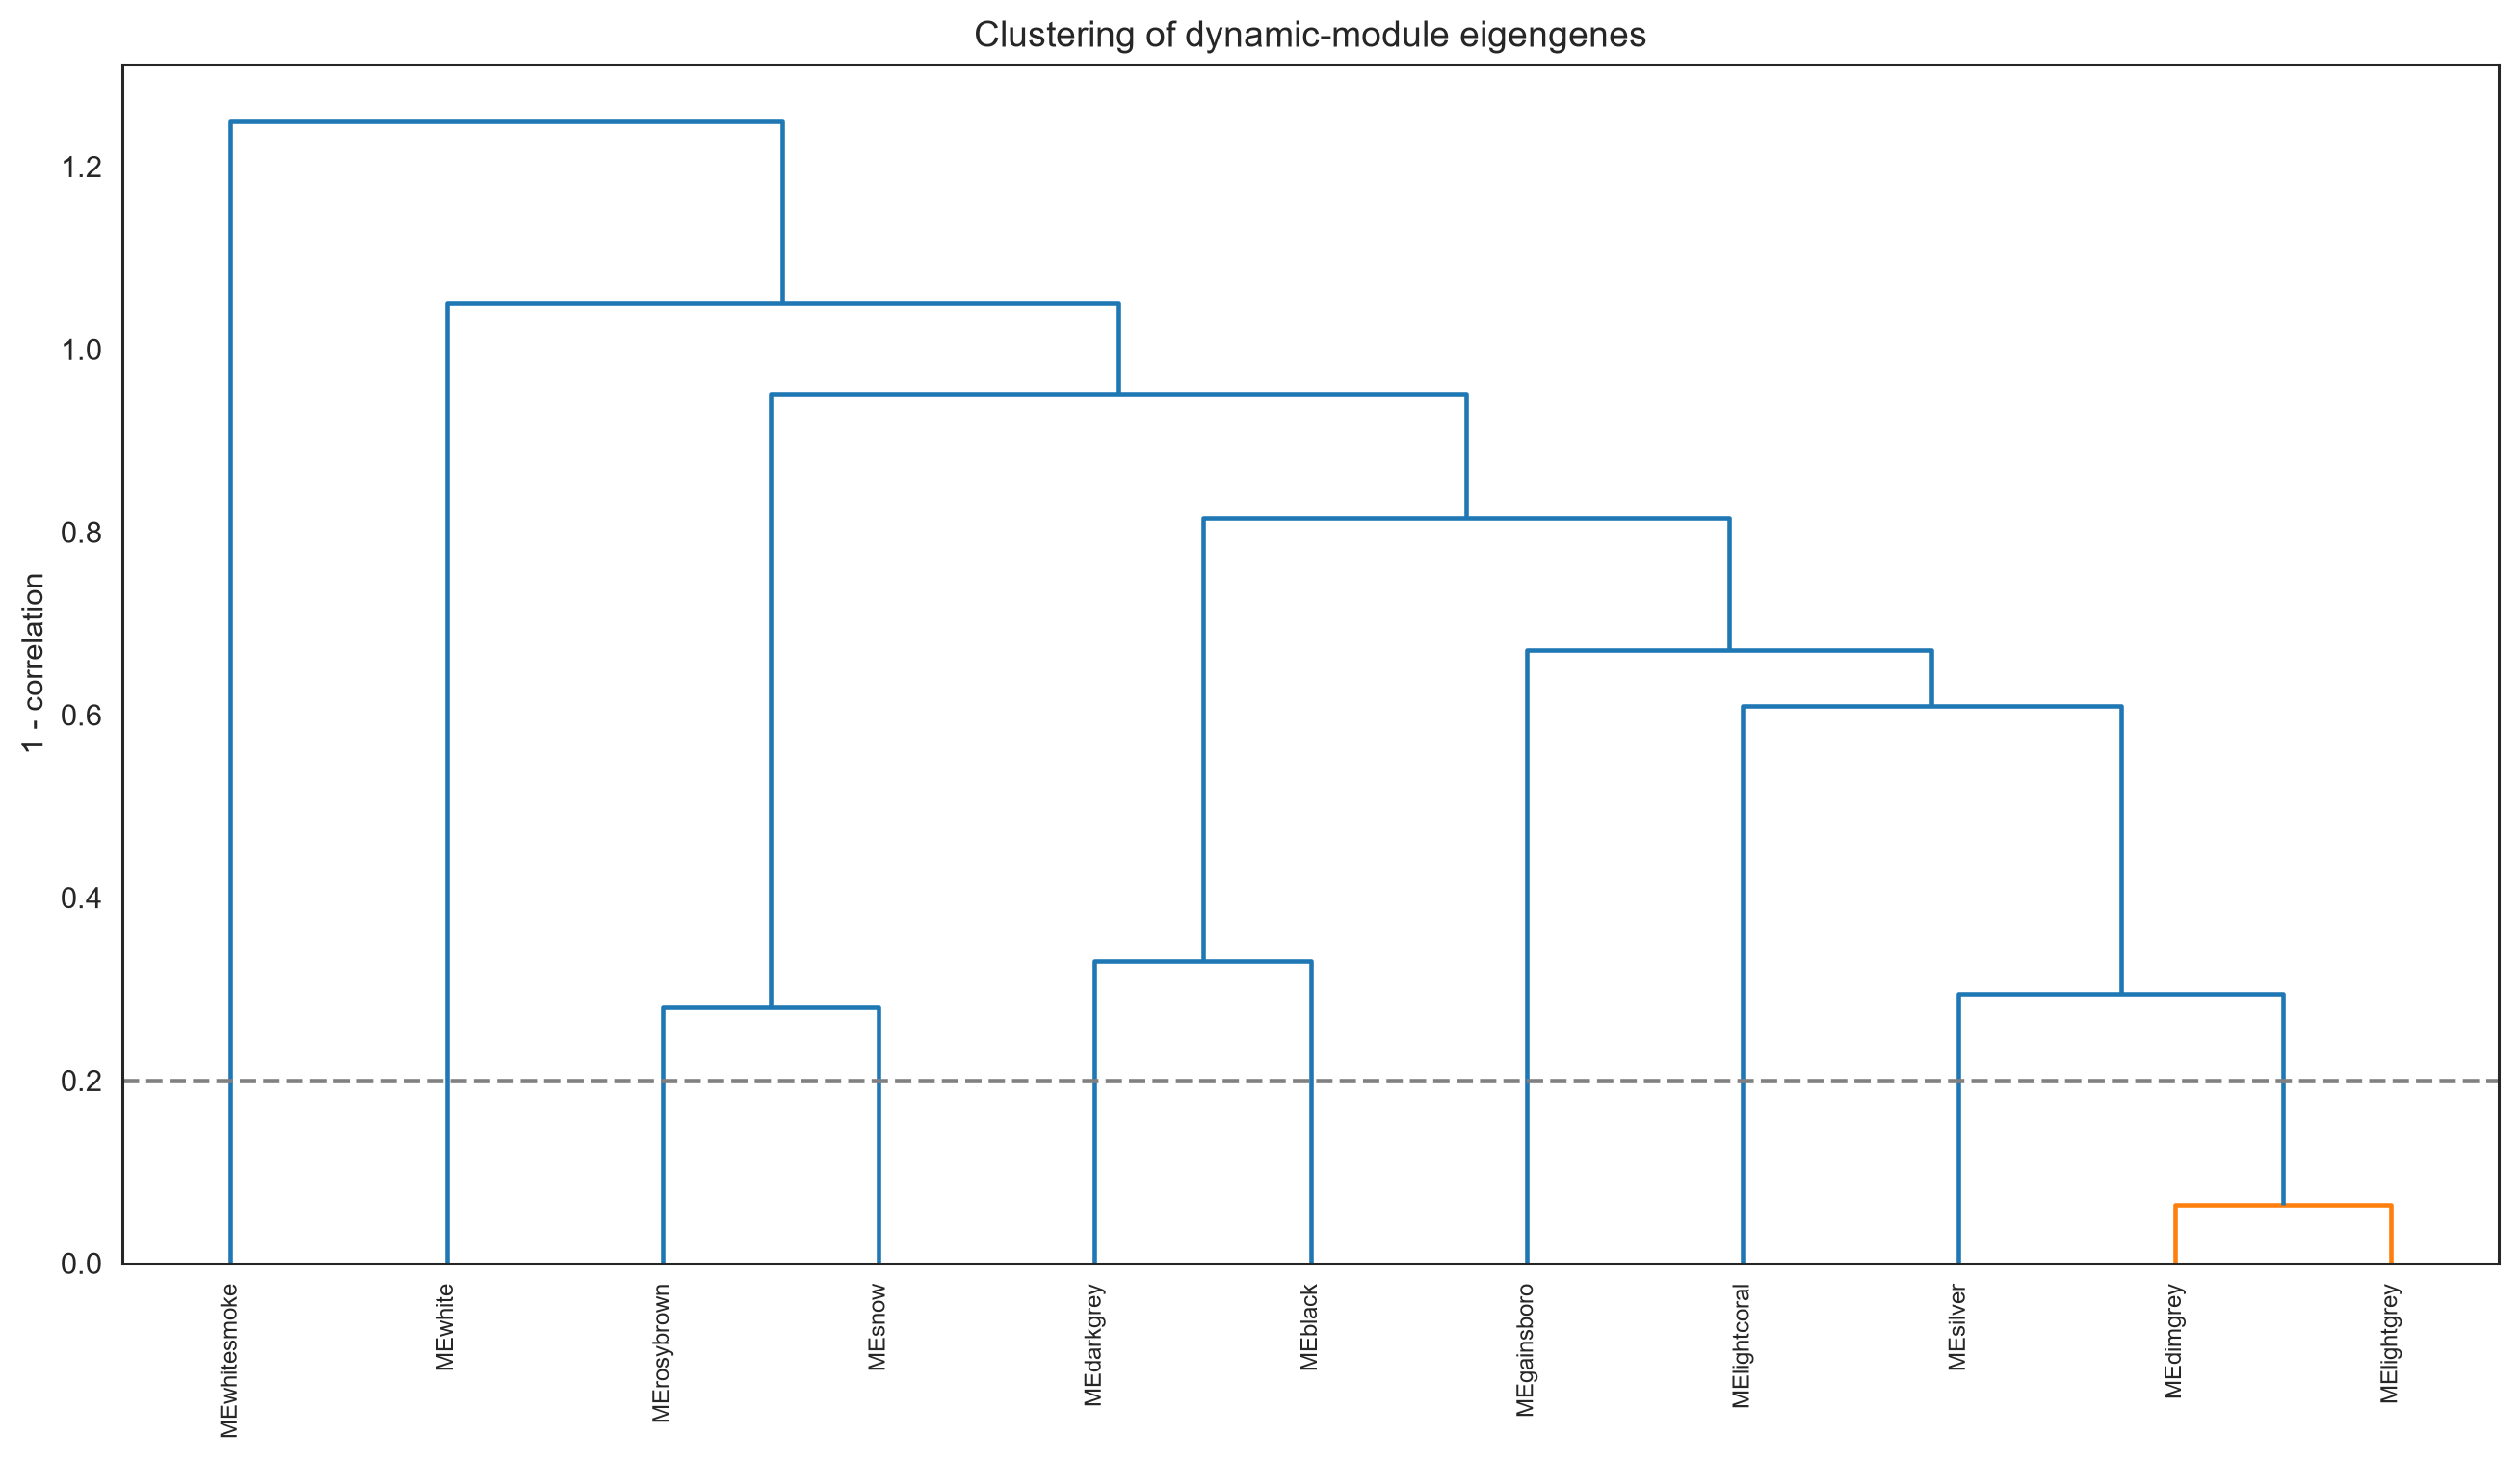 Clustering of dynamic-module eigengenes
1 - correlation
1.2
1.0
0.8
0.6
0.4
0.2
0.0
MEwhitesmoke
MEwhite
MErosybrown
MEsnow
MEdarkgrey
MEblack
MEgainsboro
MElightcoral
MEsilver
MEdimgrey
MElightgrey